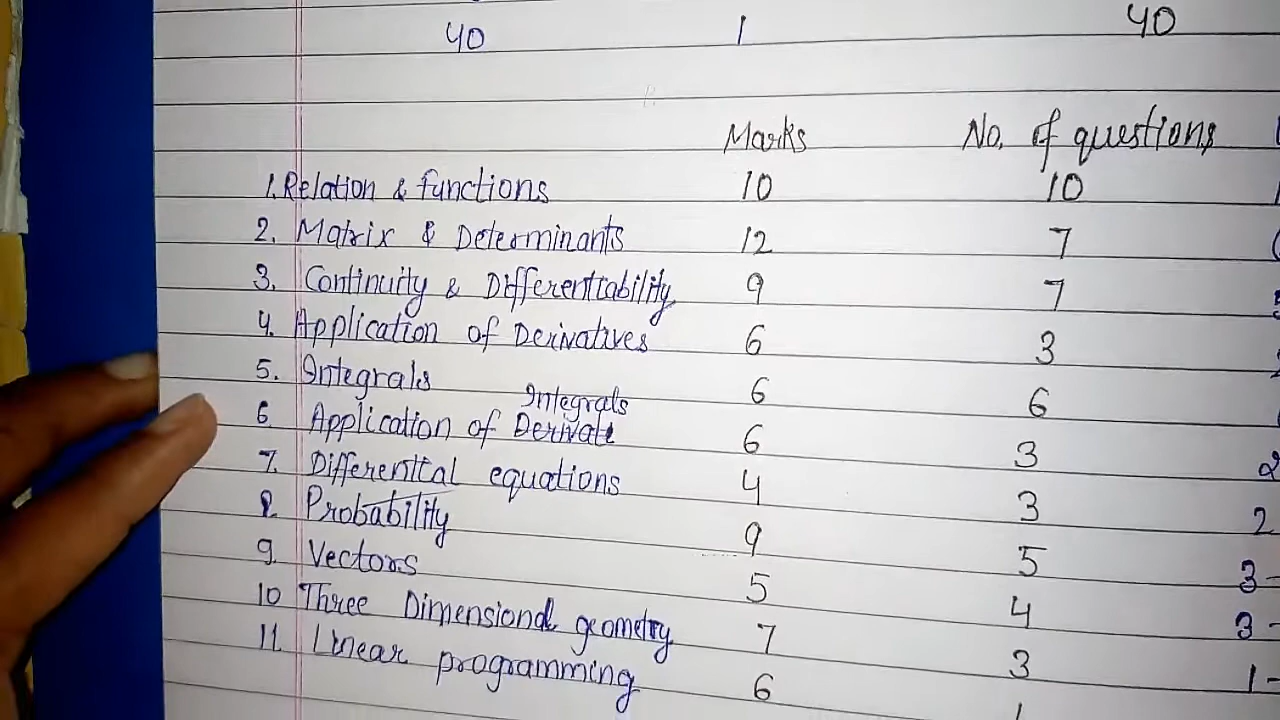 40 1 40
Marks No. of questions
1. Relation & functions 10 10
2. Matrix & Determinants 12 7
3. Continuity & Differentiability 9 7
4. Application of Derivatives 6 3
5. Integrals 6 6
Integrals
6 Application of Derivate 6 3
7. Differential equations 4 3 2
8. Probability 9 5 3-
9. Vectors 5 4 3-
10 Three Dimensional geometry 7 3 1-
11. Linear programming 6 1